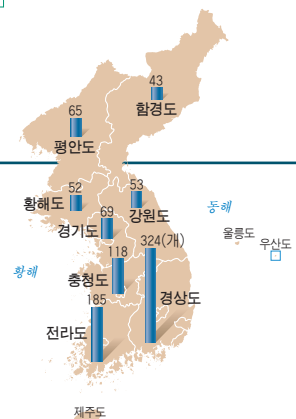 43
함경도
65
평안도
52
황해도
53
강원도
동해
울릉도
우산도
69
경기도
황해
118
충청도
324(개)
경상도
185
전라도
제주도